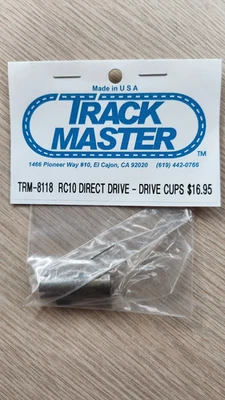 Made in U S A
TRACK
MASTER
TM
1466 Pioneer Way #10, El Cajon, CA 92020 (619) 442-0766
TRM-8118 RC10 DIRECT DRIVE - DRIVE CUPS $16.95